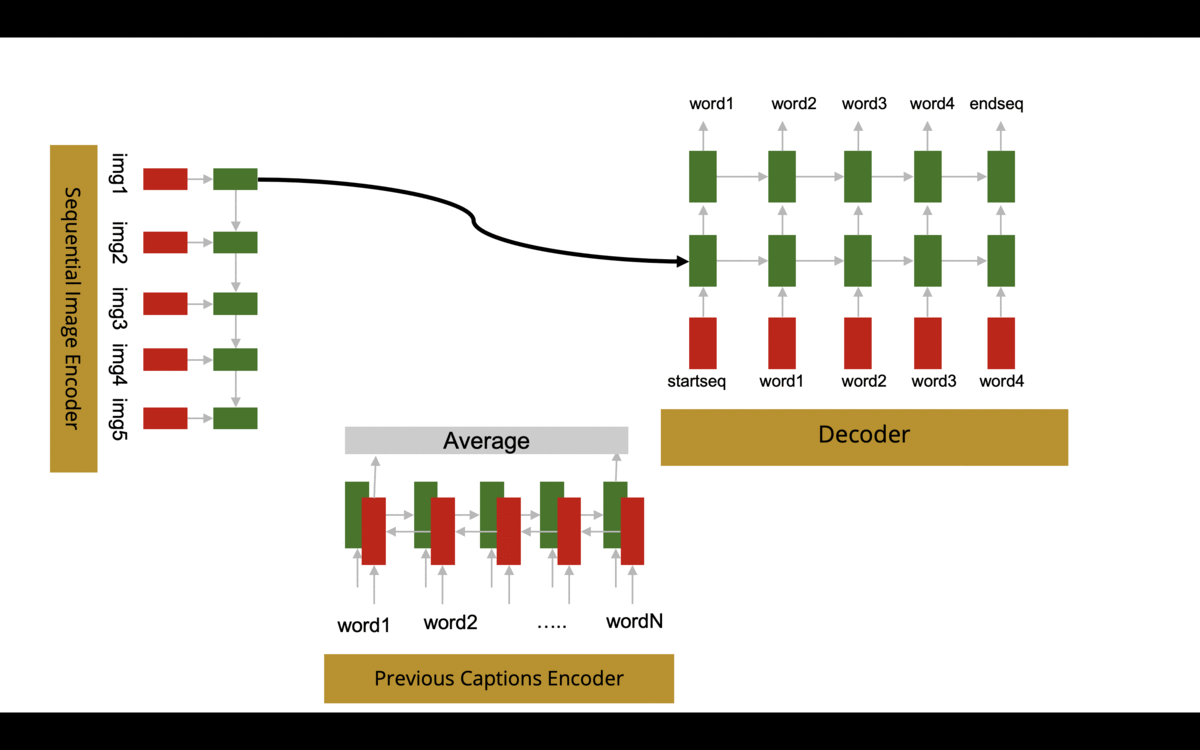 Sequential Image Encoder
img1
img2
img3
img4
img5
word1 word2 word3 word4 endseq
startseq word1 word2 word3 word4
Decoder
Average
word1 word2 ..... wordN
Previous Captions Encoder